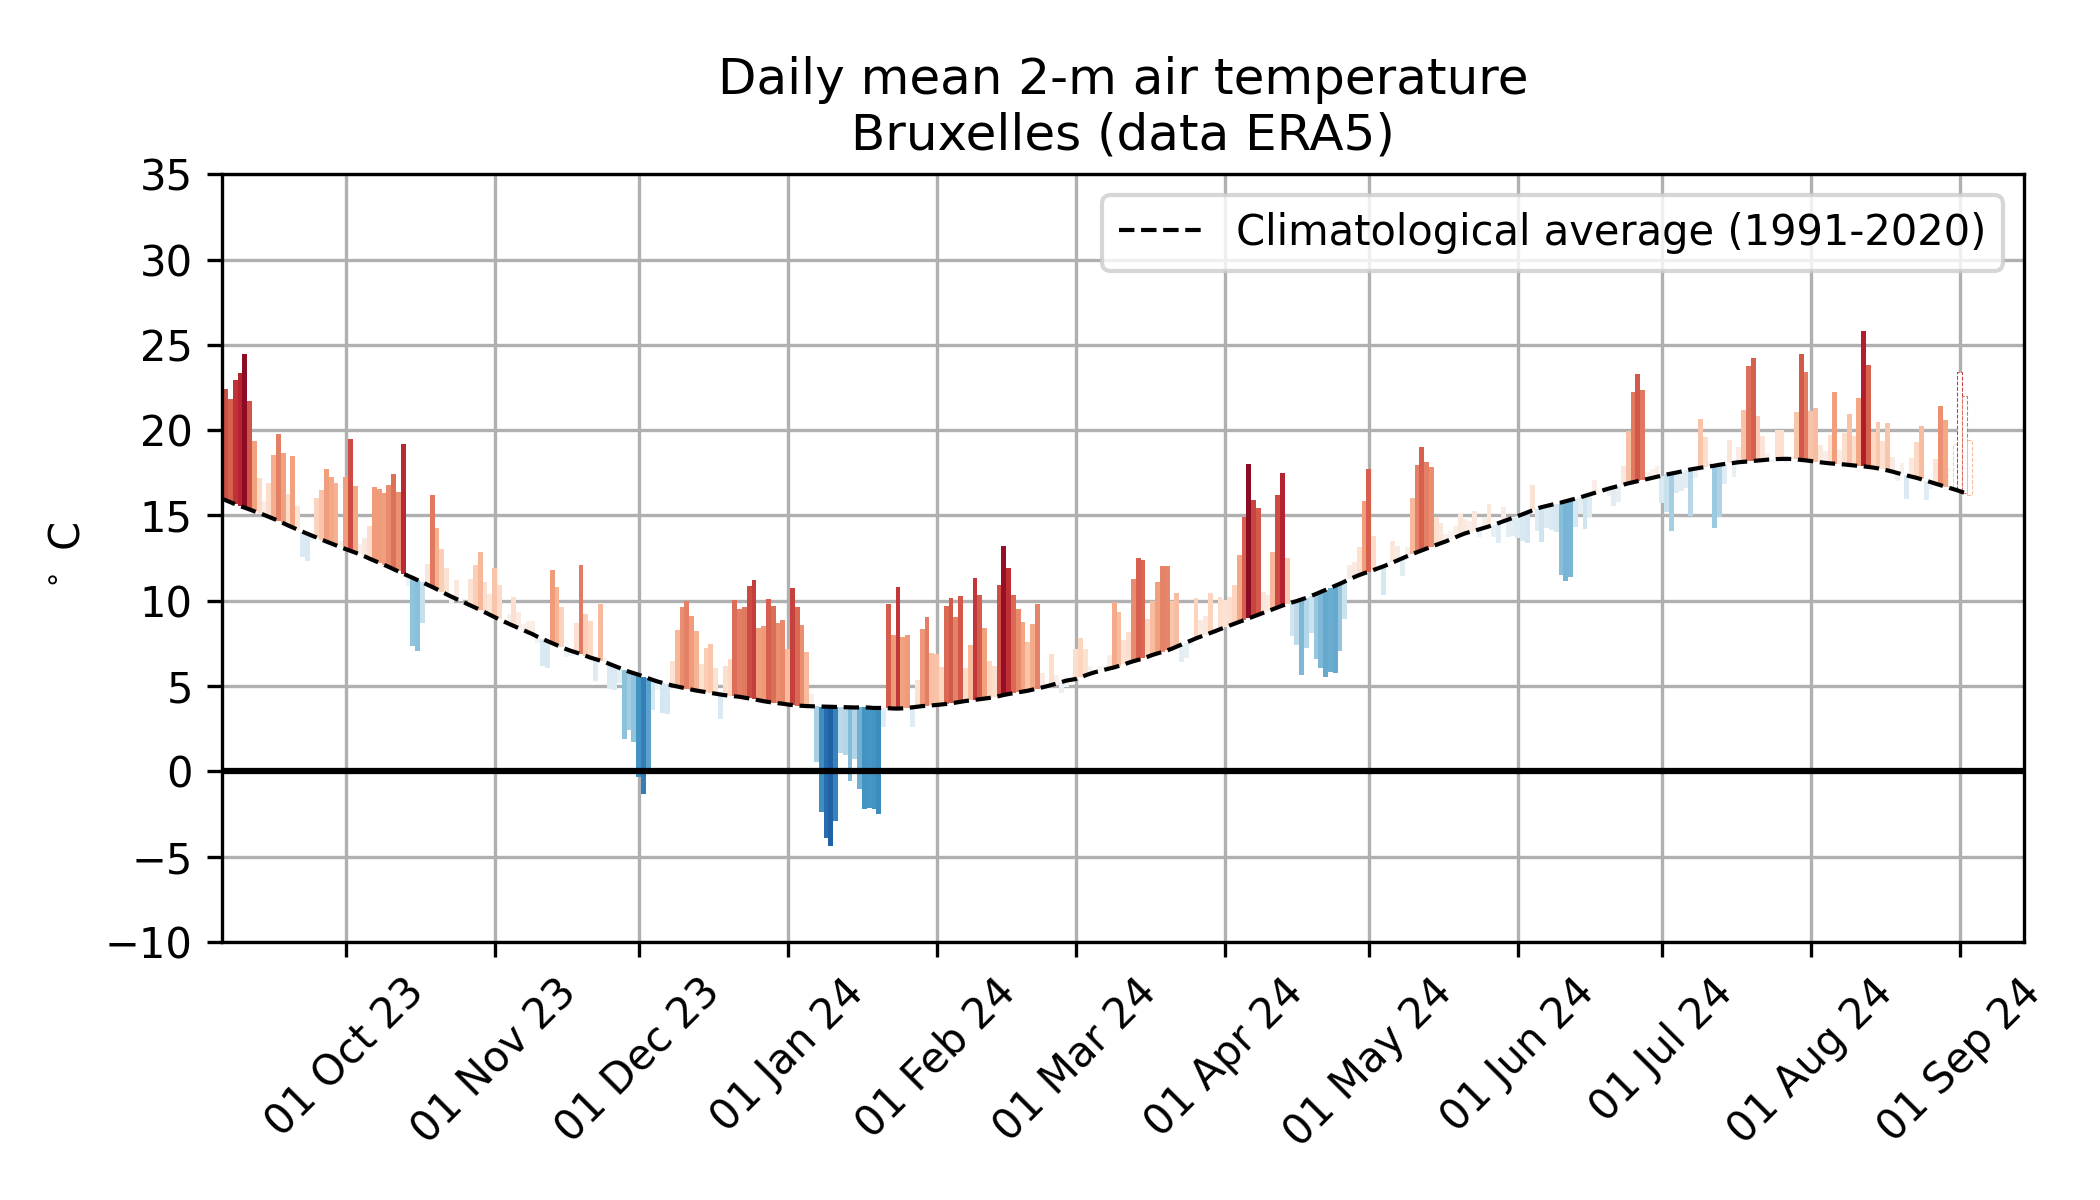 Daily mean 2-m air temperature
Bruxelles (data ERA5)
Climatological average (1991-2020)
35
30
25
20
15
10
5
0
−5
−10
° C
01 Oct 23
01 Nov 23
01 Dec 23
01 Jan 24
01 Feb 24
01 Mar 24
01 Apr 24
01 May 24
01 Jun 24
01 Jul 24
01 Aug 24
01 Sep 24